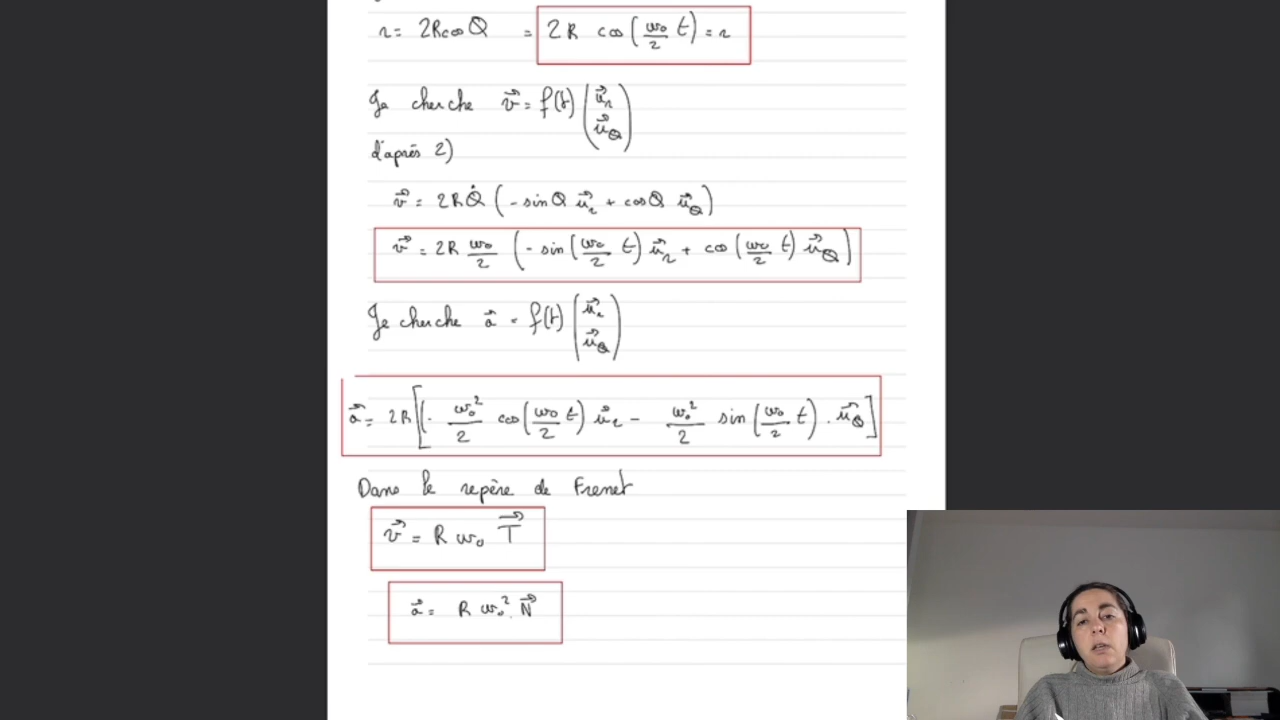 r = 2R cos θ = 2R cos (ω₀/2 t) = r
Je cherche v⃗ = f(t) (u⃗r
u⃗θ)
d'après 2)
v⃗ = 2R θ̇ (- sin θ u⃗r + cos θ u⃗θ)
v⃗ = 2R ω₀/2 (- sin (ω₀/2 t) u⃗r + cos (ω₀/2 t) u⃗θ)
Je cherche a⃗ = f(t) (u⃗r
u⃗θ)
a⃗ = 2R [(- ω₀²/2 cos (ω₀/2 t) u⃗r - ω₀²/2 sin (ω₀/2 t) . u⃗θ]
Dans le repère de Frenet
v⃗ = R ω₀ T⃗
a⃗ = R ω₀² . N⃗